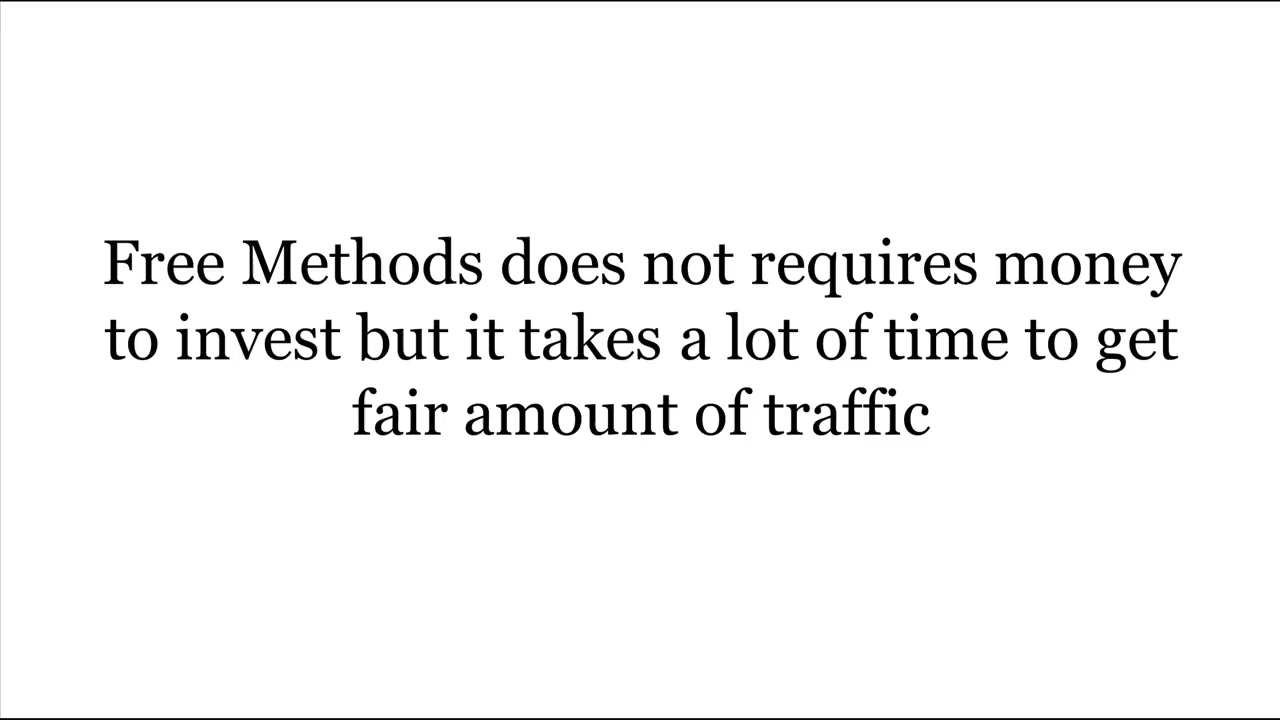 Free Methods does not requires money
to invest but it takes a lot of time to get
fair amount of traffic